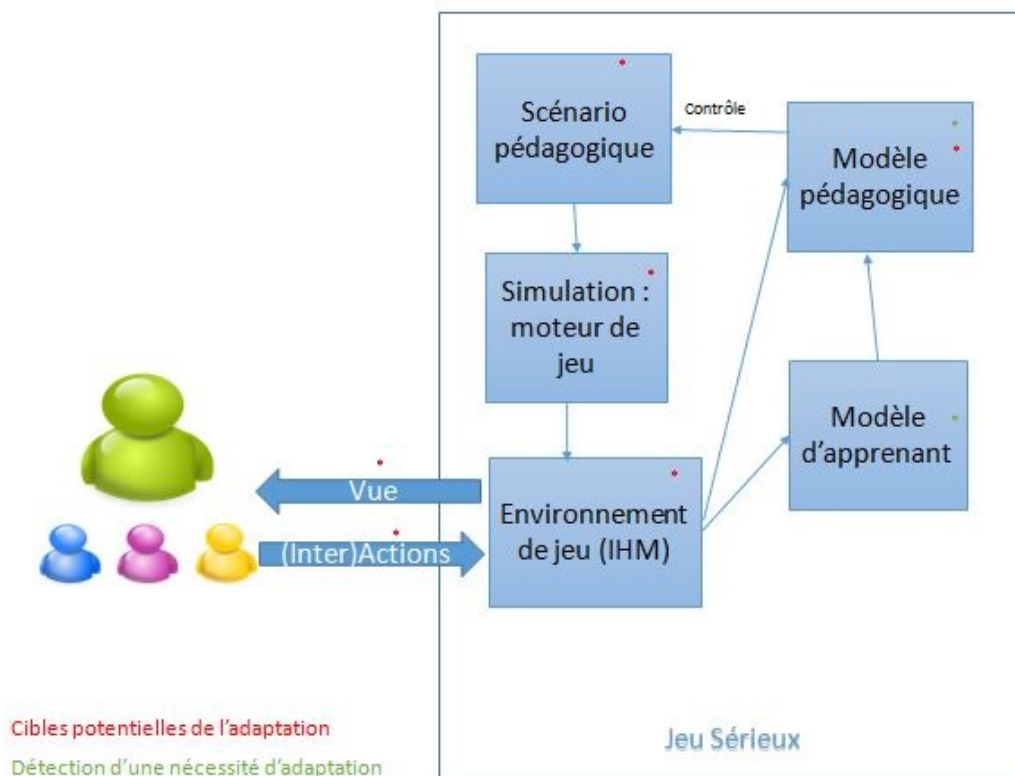 Scénario
pédagogique
Contrôle
Modèle
pédagogique
Simulation :
moteur de
jeu
Modèle
d'apprenant
Vue
Environnement
de jeu (IHM)
(Inter)Actions
Cibles potentielles de l'adaptation
Jeu Sérieux
Détection d'une nécessité d'adaptation